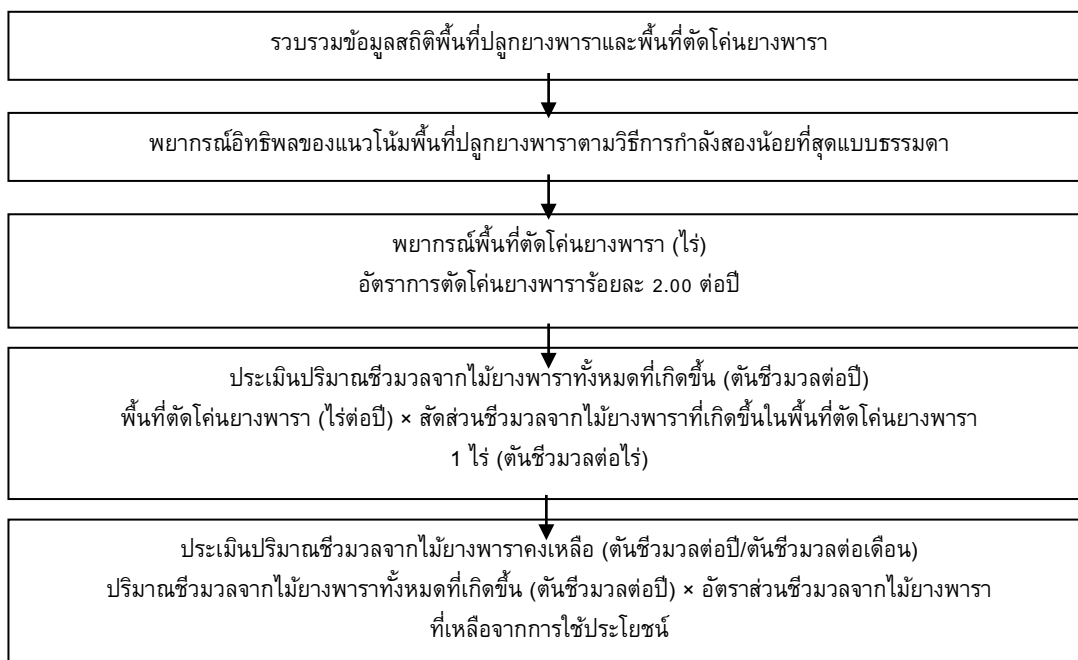 รวบรวมข้อมูลสถิติพื้นที่ปลูกยางพาราและพื้นที่ตัดโค่นยางพารา
พยากรณ์อิทธิพลของแนวโน้มพื้นที่ปลูกยางพาราตามวิธีการกำลังสองน้อยที่สุดแบบธรรมดา
พยากรณ์พื้นที่ตัดโค่นยางพารา (ไร่)
อัตราการตัดโค่นยางพาราร้อยละ 2.00 ต่อปี
ประเมินปริมาณชีวมวลจากไม้ยางพาราทั้งหมดที่เกิดขึ้น (ตันชีวมวลต่อปี)
พื้นที่ตัดโค่นยางพารา (ไร่ต่อปี) × สัดส่วนชีวมวลจากไม้ยางพาราที่เกิดขึ้นในพื้นที่ตัดโค่นยางพารา
1 ไร่ (ตันชีวมวลต่อไร่)
ประเมินปริมาณชีวมวลจากไม้ยางพาราคงเหลือ (ตันชีวมวลต่อปี/ตันชีวมวลต่อเดือน)
ปริมาณชีวมวลจากไม้ยางพาราทั้งหมดที่เกิดขึ้น (ตันชีวมวลต่อปี) × อัตราส่วนชีวมวลจากไม้ยางพารา
ที่เหลือจากการใช้ประโยชน์